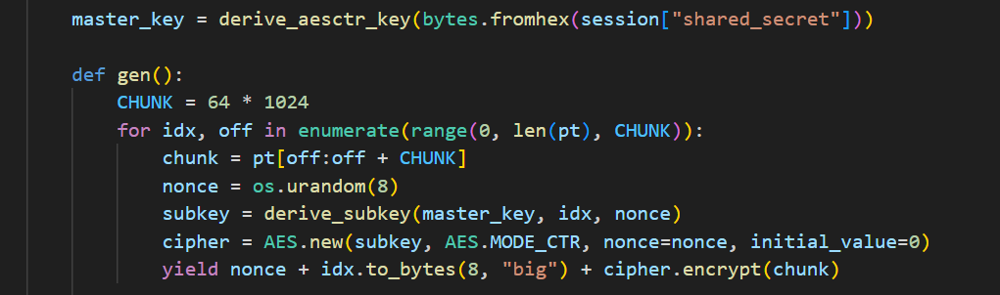 master_key = derive_aesctr_key(bytes.fromhex(session["shared_secret"]))
def gen():
CHUNK = 64 * 1024
for idx, off in enumerate(range(0, len(pt), CHUNK)):
chunk = pt[off:off + CHUNK]
nonce = os.urandom(8)
subkey = derive_subkey(master_key, idx, nonce)
cipher = AES.new(subkey, AES.MODE_CTR, nonce=nonce, initial_value=0)
yield nonce + idx.to_bytes(8, "big") + cipher.encrypt(chunk)